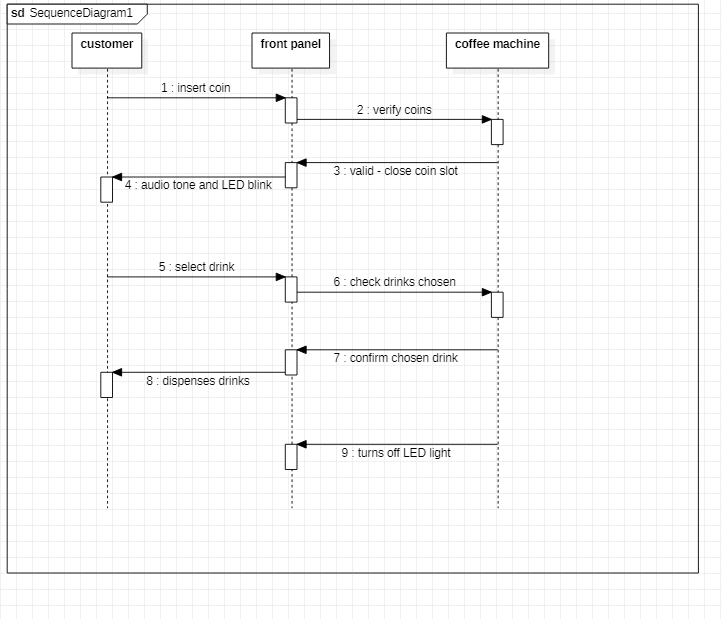 sd SequenceDiagram1
customer
front panel
coffee machine
1 : insert coin
2 : verify coins
3 : valid - close coin slot
4 : audio tone and LED blink
5 : select drink
6 : check drinks chosen
7 : confirm chosen drink
8 : dispenses drinks
9 : turns off LED light